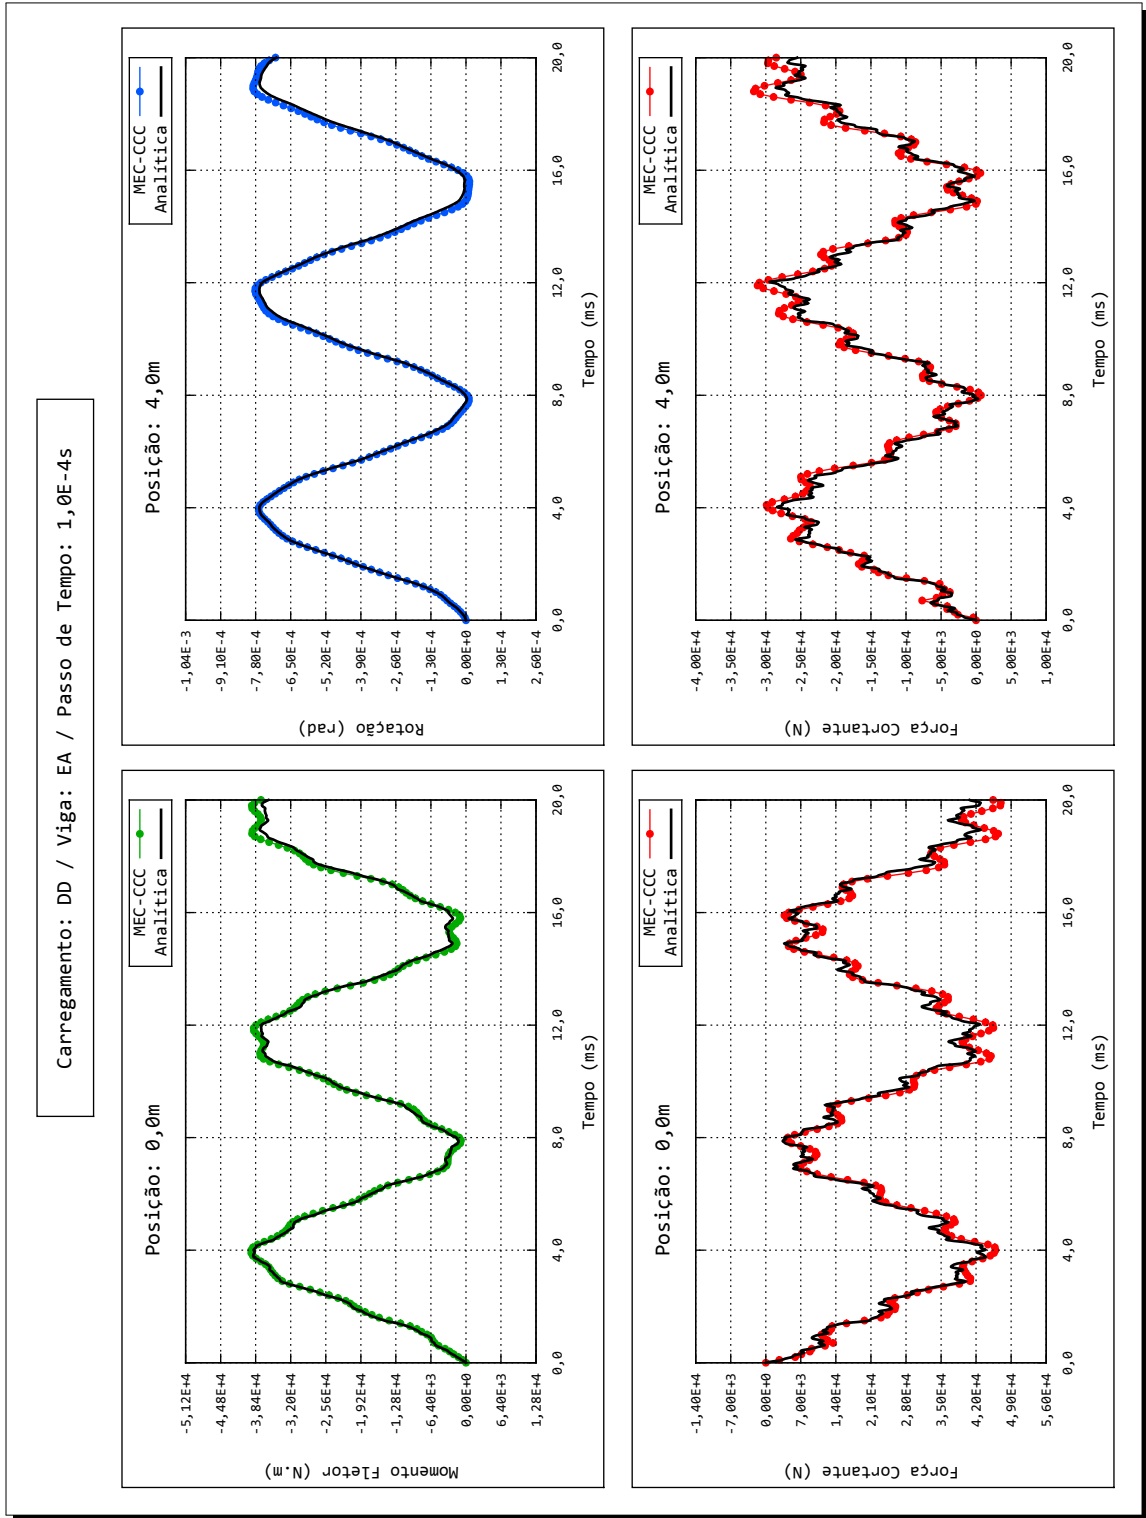 Carregamento: DD / Viga: EA / Passo de Tempo: 1,0E-4s
Posição: 0,0m
MEC-CCC
Analítica
Momento Fletor (N.m)
-5,12E+4
-4,48E+4
-3,84E+4
-3,20E+4
-2,56E+4
-1,92E+4
-1,28E+4
-6,40E+3
0,00E+0
6,40E+3
1,28E+4
0,0
4,0
8,0
12,0
16,0
20,0
Tempo (ms)
Posição: 4,0m
MEC-CCC
Analítica
Rotação (rad)
-1,04E-3
-9,10E-4
-7,80E-4
-6,50E-4
-5,20E-4
-3,90E-4
-2,60E-4
-1,30E-4
0,00E+0
1,30E-4
2,60E-4
0,0
4,0
8,0
12,0
16,0
20,0
Tempo (ms)
Posição: 0,0m
MEC-CCC
Analítica
Força Cortante (N)
-1,40E+4
-7,00E+3
0,00E+0
7,00E+3
1,40E+4
2,10E+4
2,80E+4
3,50E+4
4,20E+4
4,90E+4
5,60E+4
0,0
4,0
8,0
12,0
16,0
20,0
Tempo (ms)
Posição: 4,0m
MEC-CCC
Analítica
Força Cortante (N)
-4,00E+4
-3,50E+4
-3,00E+4
-2,50E+4
-2,00E+4
-1,50E+4
-1,00E+4
-5,00E+3
0,00E+0
5,00E+3
1,00E+4
0,0
4,0
8,0
12,0
16,0
20,0
Tempo (ms)